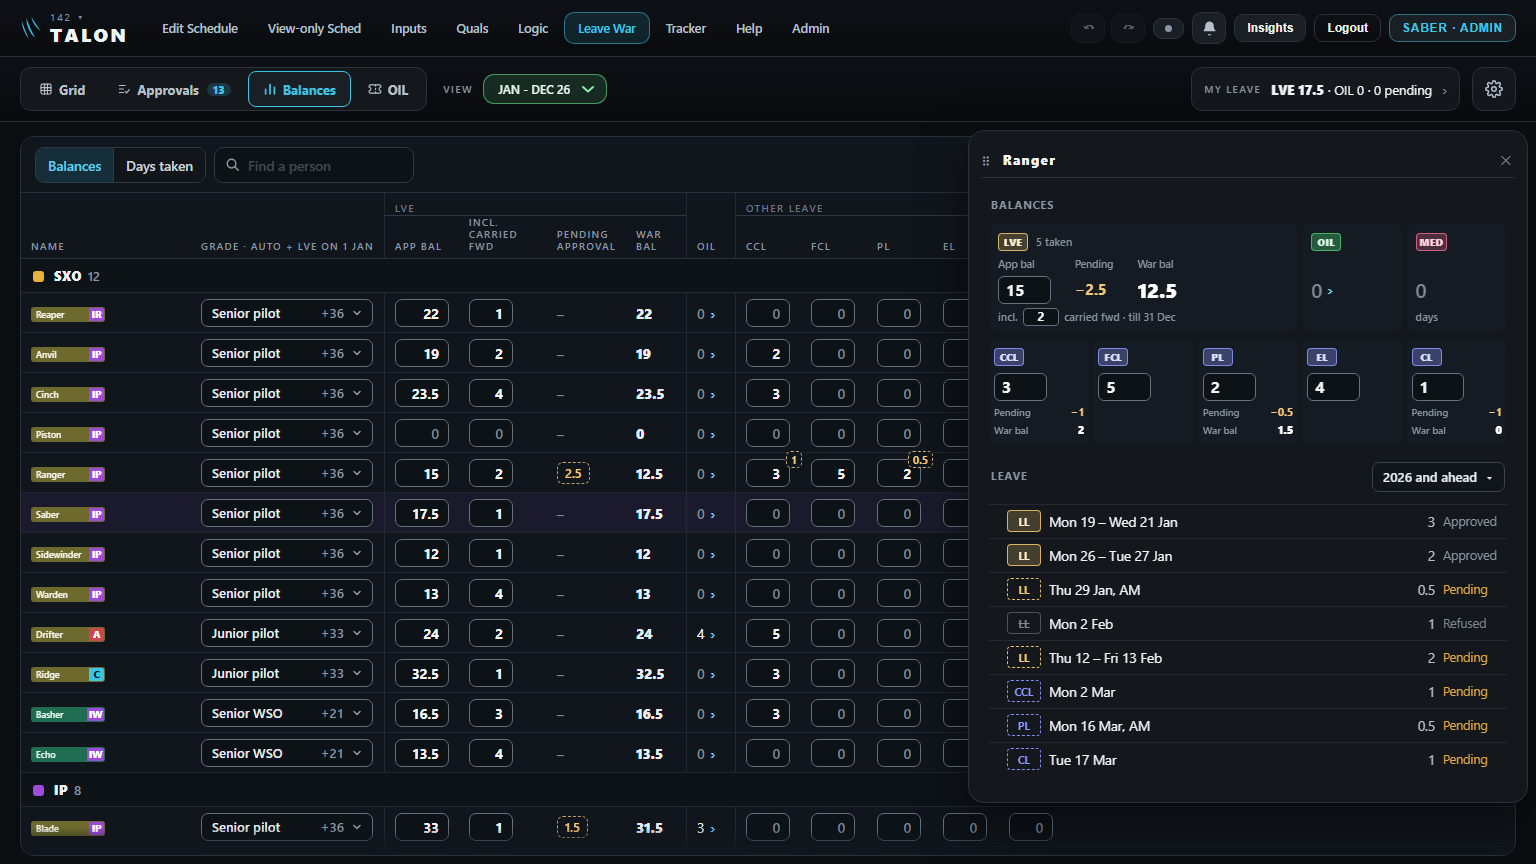 142
TALON
Edit Schedule
View-only Sched
Inputs
Quals
Logic
Leave War
Tracker
Help
Admin
Insights
Logout
SABER · ADMIN
Grid
Approvals 13
Balances
OIL
VIEW
JAN - DEC 26
MY LEAVE LVE 17.5 · OIL 0 · 0 pending ›
Balances
Days taken
Find a person
LVE
OTHER LEAVE
NAME
GRADE · AUTO + LVE ON 1 JAN
APP BAL
INCL. CARRIED FWD
PENDING APPROVAL
WAR BAL
OIL
CCL
FCL
PL
EL
SXO 12
Reaper IR Senior pilot +36 22 1 – 22 0 › 0 0 0
Anvil IP Senior pilot +36 19 2 – 19 0 › 2 0 0
Cinch IP Senior pilot +36 23.5 4 – 23.5 0 › 3 0 0
Piston IP Senior pilot +36 0 0 – 0 0 › 0 0 0
Ranger IP Senior pilot +36 15 2 2.5 12.5 0 › 3 1 5 2 0.5
Saber IP Senior pilot +36 17.5 1 – 17.5 0 › 0 0 0
Sidewinder IP Senior pilot +36 12 1 – 12 0 › 0 0 0
Warden IP Senior pilot +36 13 4 – 13 0 › 0 0 0
Drifter A Junior pilot +33 24 2 – 24 4 › 5 0 0
Ridge C Junior pilot +33 32.5 1 – 32.5 0 › 3 0 0
Basher IW Senior WSO +21 16.5 3 – 16.5 0 › 3 0 0
Echo IW Senior WSO +21 13.5 4 – 13.5 0 › 0 0 0
IP 8
Blade IP Senior pilot +36 33 1 1.5 31.5 3 › 0 0 0 0 0
Ranger
BALANCES
LVE 5 taken
App bal Pending War bal
15 −2.5 12.5
incl. 2 carried fwd · till 31 Dec
OIL
0 ›
MED
0
days
CCL
3
Pending −1
War bal 2
FCL
5
PL
2
Pending −0.5
War bal 1.5
EL
4
CL
1
Pending −1
War bal 0
LEAVE
2026 and ahead
LL Mon 19 – Wed 21 Jan 3 Approved
LL Mon 26 – Tue 27 Jan 2 Approved
LL Thu 29 Jan, AM 0.5 Pending
LL Mon 2 Feb 1 Refused
LL Thu 12 – Fri 13 Feb 2 Pending
CCL Mon 2 Mar 1 Pending
PL Mon 16 Mar, AM 0.5 Pending
CL Tue 17 Mar 1 Pending